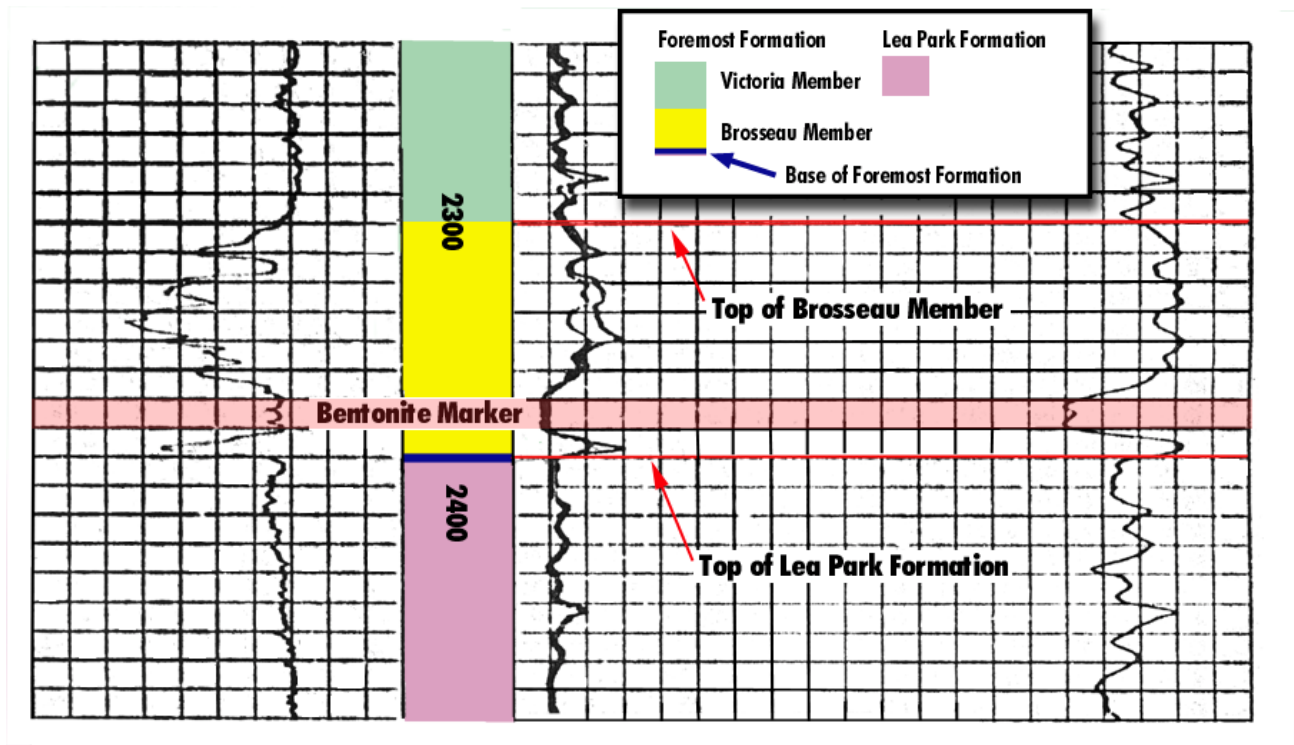 Foremost Formation
Lea Park Formation
Victoria Member
Brosseau Member
Base of Foremost Formation
2300
Top of Brosseau Member
Bentonite Marker
2400
Top of Lea Park Formation